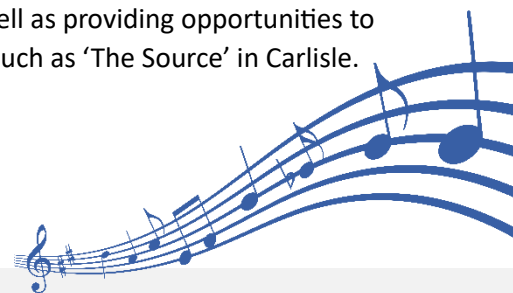 ell as providing opportunities to
uch as ‘The Source’ in Carlisle.